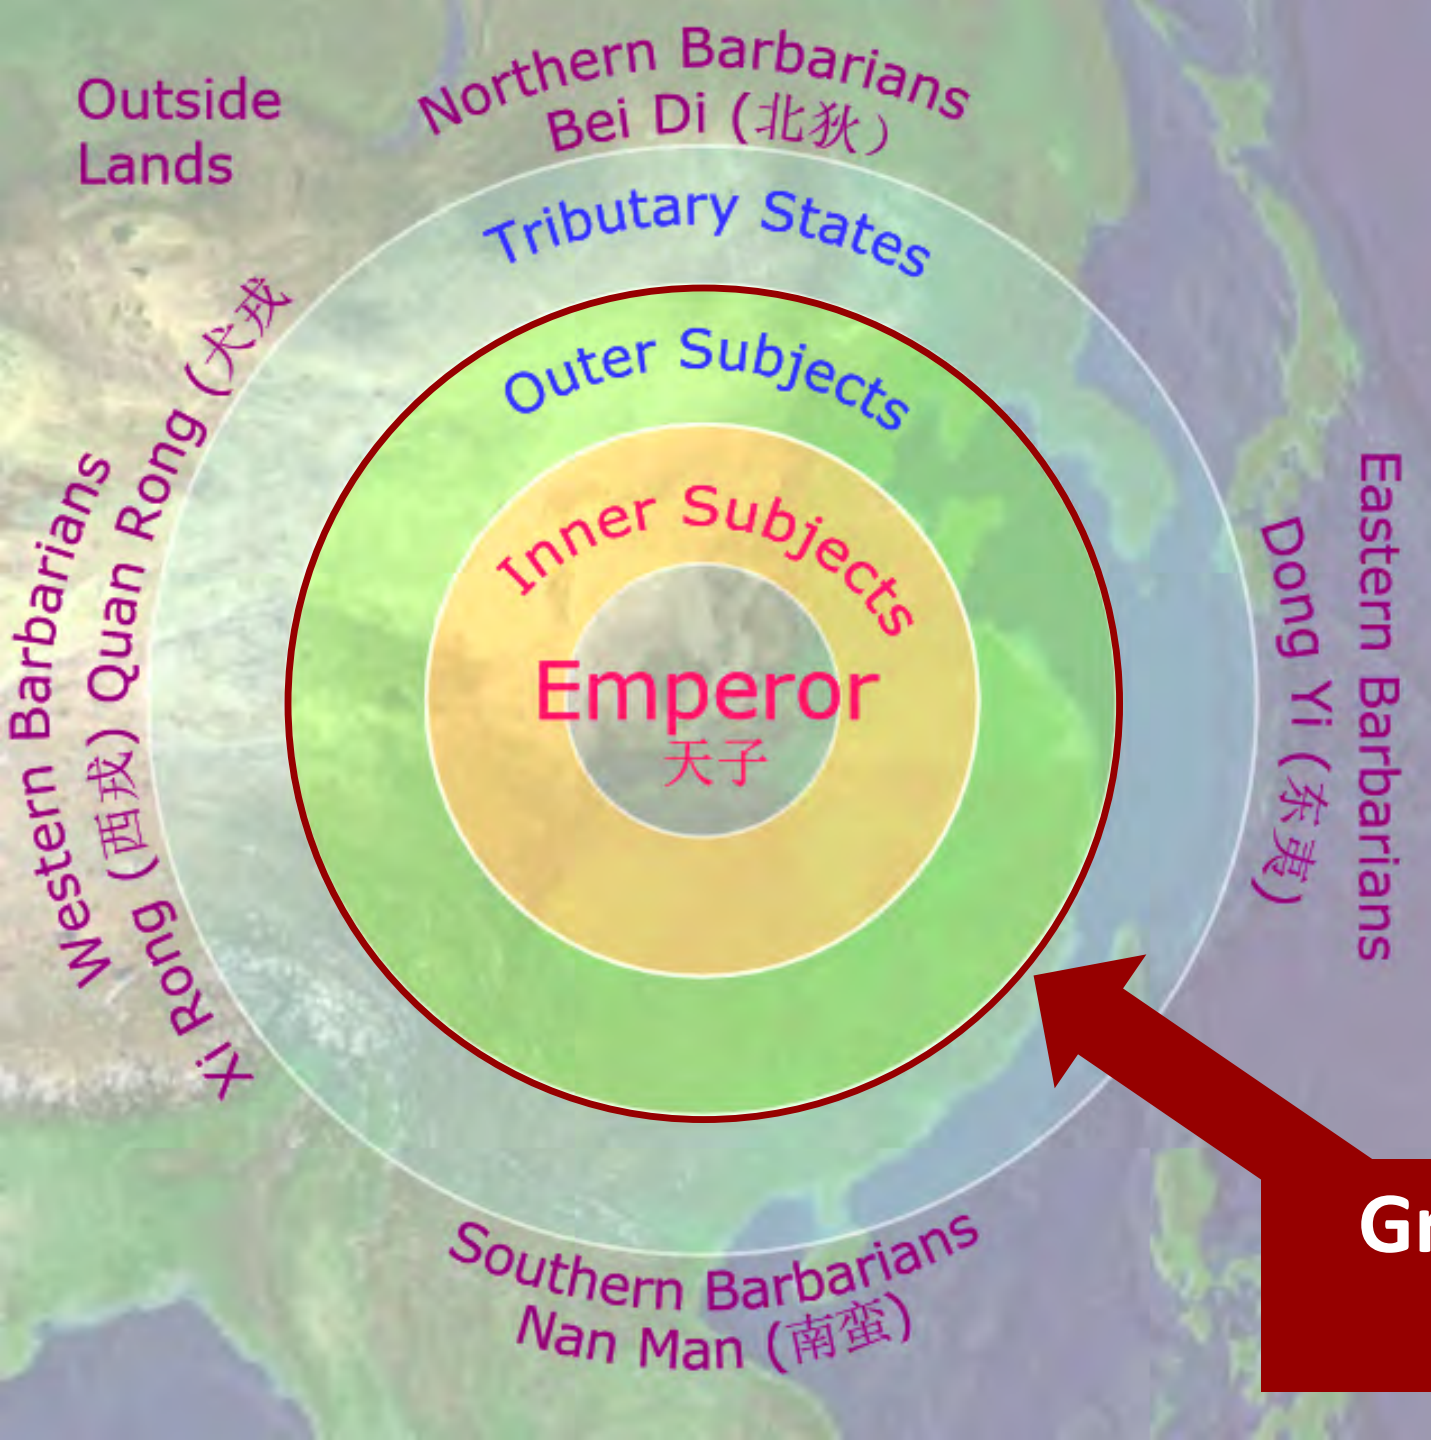 Outside
Lands
Northern Barbarians
Bei Di (北狄)
Tributary States
Outer Subjects
Inner Subjects
Emperor
天子
Western Barbarians
Xi Rong (西戎) Quan Rong (犬戎
Eastern Barbarians
Dong Yi (东夷)
Southern Barbarians
Nan Man (南蛮)